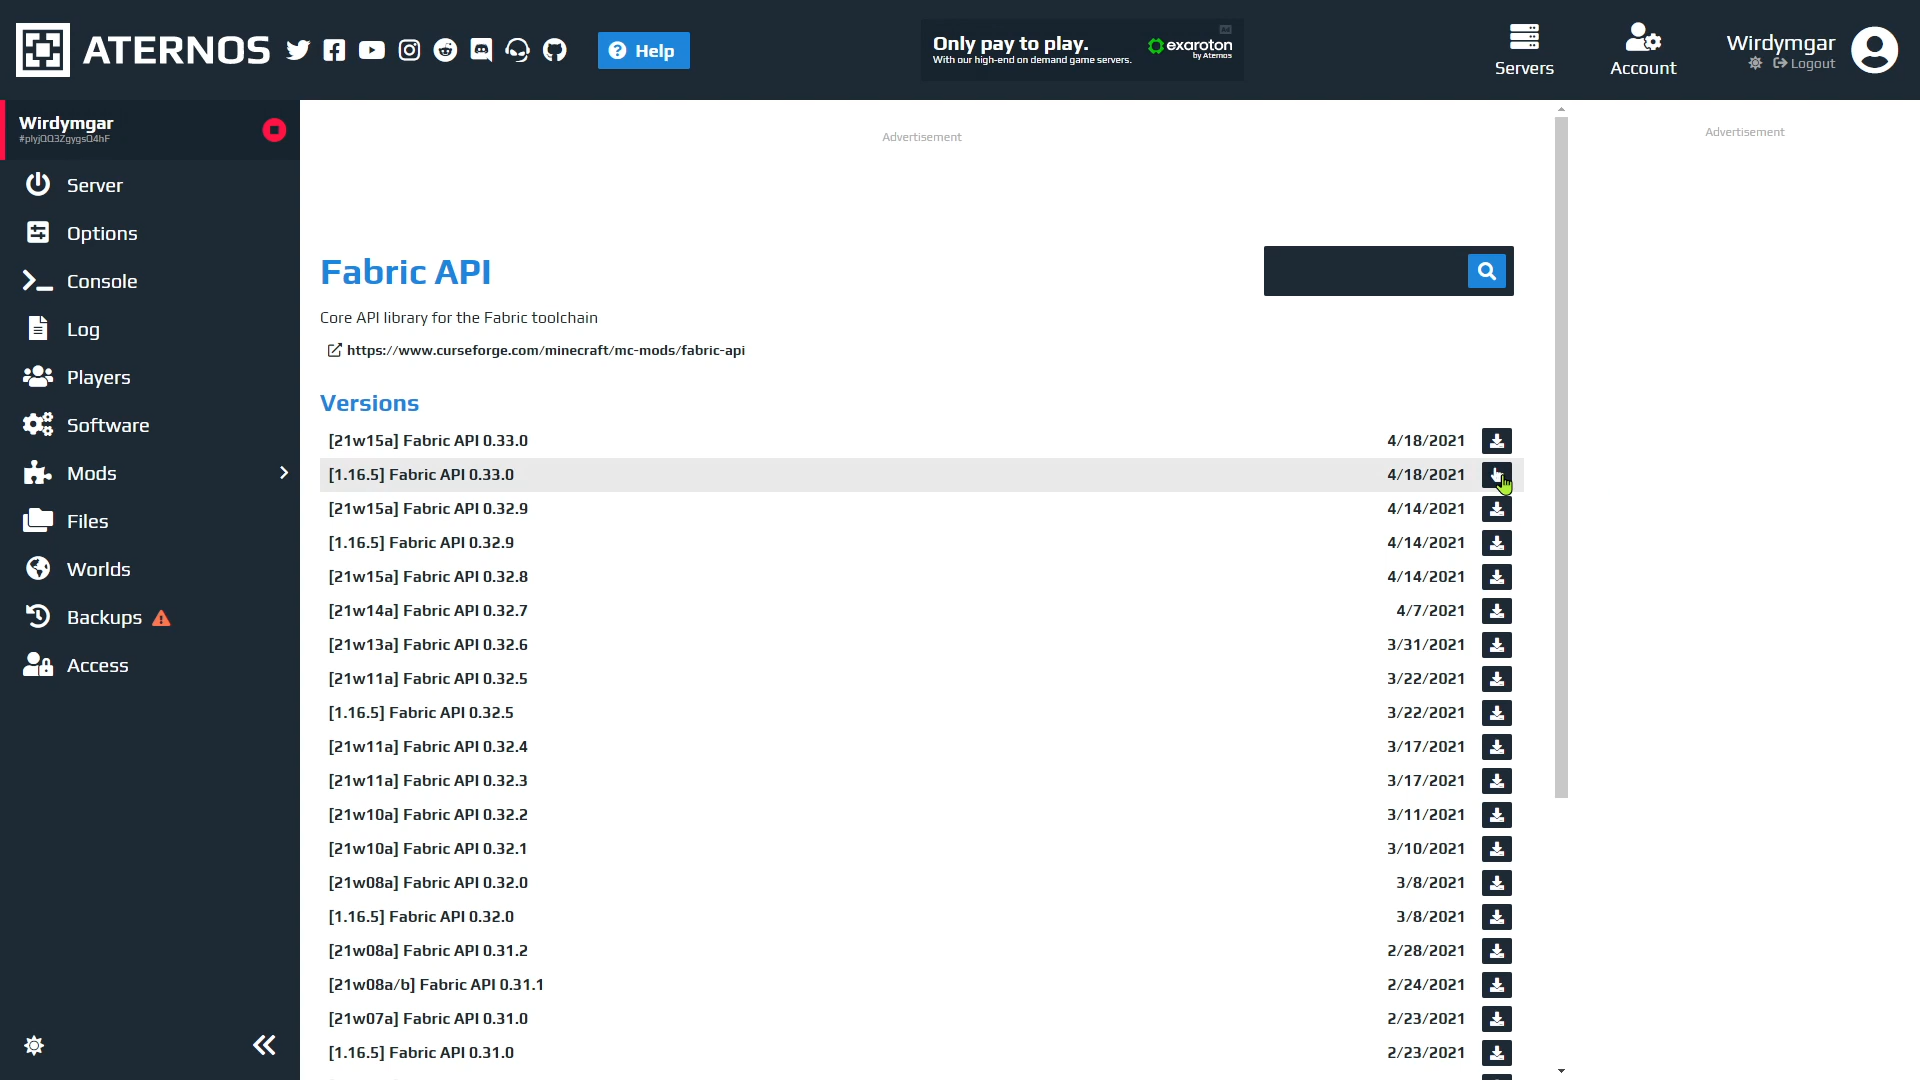 ATERNOS
Help
Only pay to play.
With our high-end on demand game servers.
Ad
exaroton
by Aternos
Servers
Account
Wirdymgar
Logout
Wirdymgar
Server
Options
Console
Log
Players
Software
Mods
Files
Worlds
Backups
Access
Advertisement
Advertisement
Fabric API
Core API library for the Fabric toolchain
https://www.curseforge.com/minecraft/mc-mods/fabric-api
Versions
[21w15a] Fabric API 0.33.0 4/18/2021
[1.16.5] Fabric API 0.33.0 4/18/2021
[21w15a] Fabric API 0.32.9 4/14/2021
[1.16.5] Fabric API 0.32.9 4/14/2021
[21w15a] Fabric API 0.32.8 4/14/2021
[21w14a] Fabric API 0.32.7 4/7/2021
[21w13a] Fabric API 0.32.6 3/31/2021
[21w11a] Fabric API 0.32.5 3/22/2021
[1.16.5] Fabric API 0.32.5 3/22/2021
[21w11a] Fabric API 0.32.4 3/17/2021
[21w11a] Fabric API 0.32.3 3/17/2021
[21w10a] Fabric API 0.32.2 3/11/2021
[21w10a] Fabric API 0.32.1 3/10/2021
[21w08a] Fabric API 0.32.0 3/8/2021
[1.16.5] Fabric API 0.32.0 3/8/2021
[21w08a] Fabric API 0.31.2 2/28/2021
[21w08a/b] Fabric API 0.31.1 2/24/2021
[21w07a] Fabric API 0.31.0 2/23/2021
[1.16.5] Fabric API 0.31.0 2/23/2021